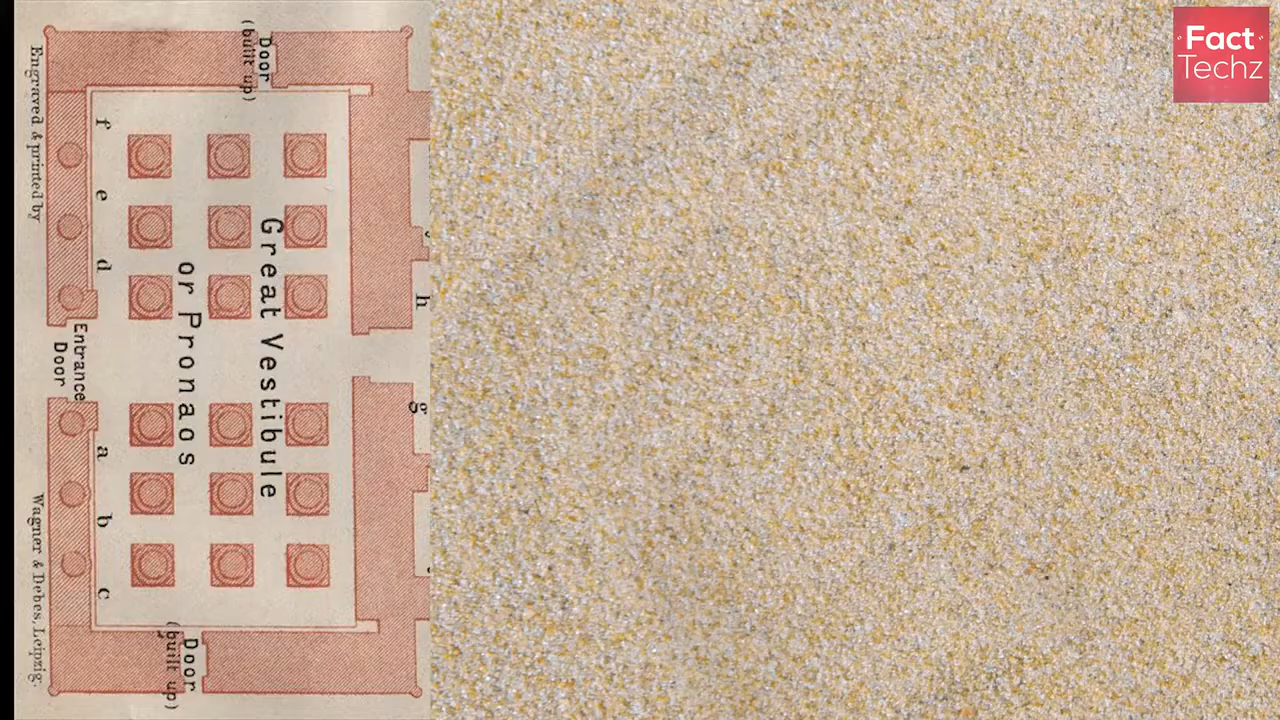 Fact
Techz
Door
(built up)
Engraved & printed by
f
e
d
Great Vestibule
or Pronaos
h
Entrance
Door
g
a
b
c
Wagner & Debes, Leipzig.
Door
(built up)